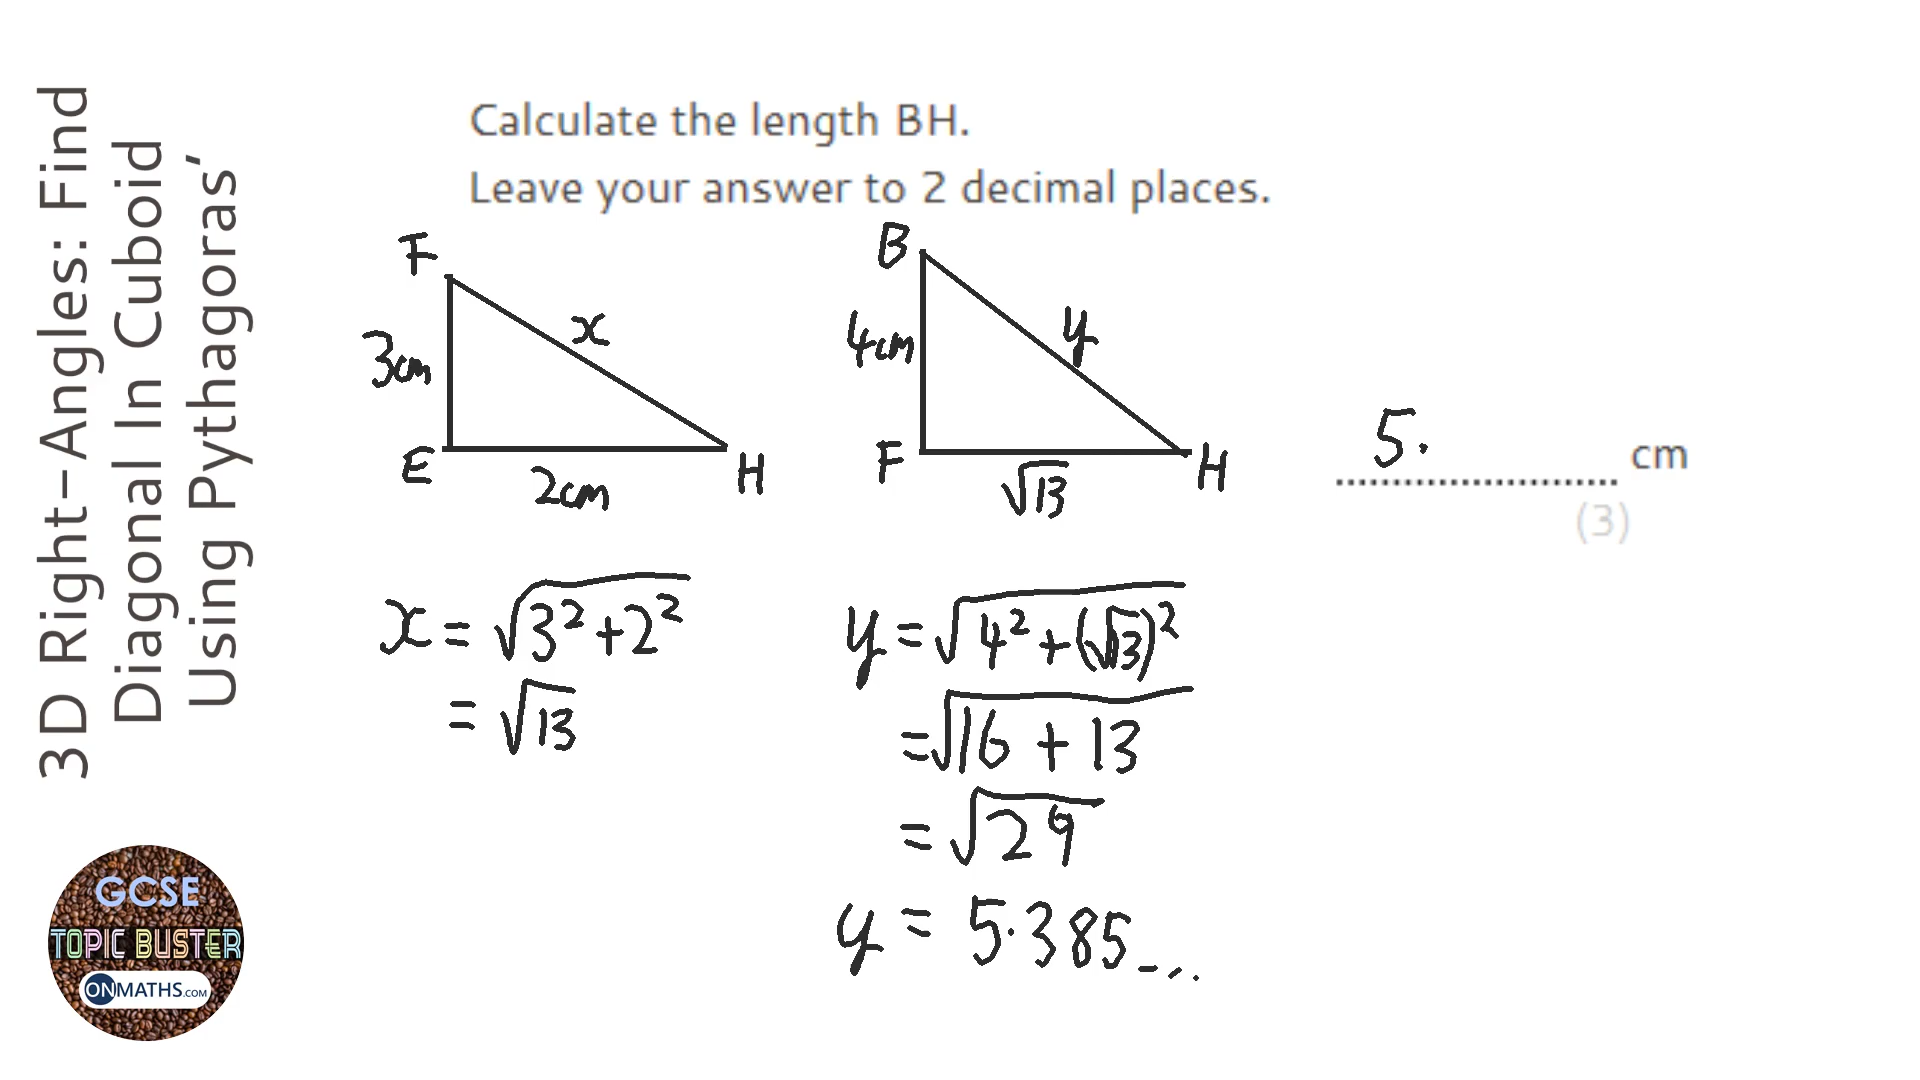 3D Right-Angles: Find
Diagonal In Cuboid
Using Pythagoras’
Calculate the length BH.
Leave your answer to 2 decimal places.
F
3cm
x
E
2cm
H
B
4cm
y
F
√13
H
5.
cm
(3)
x = √3²+2²
= √13
y = √4²+(√13)²
=√16 + 13
= √29
y = 5.385...
GCSE
TOPIC BUSTER
ONMATHS.COM